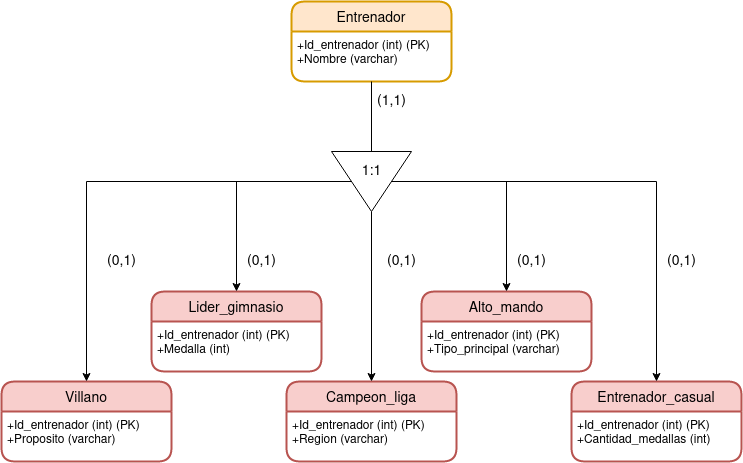 Entrenador
+Id_entrenador (int) (PK)
+Nombre (varchar)
(1,1)
1:1
(0,1)
(0,1)
(0,1)
(0,1)
(0,1)
Lider_gimnasio
+Id_entrenador (int) (PK)
+Medalla (int)
Alto_mando
+Id_entrenador (int) (PK)
+Tipo_principal (varchar)
Villano
+Id_entrenador (int) (PK)
+Proposito (varchar)
Campeon_liga
+Id_entrenador (int) (PK)
+Region (varchar)
Entrenador_casual
+Id_entrenador (int) (PK)
+Cantidad_medallas (int)